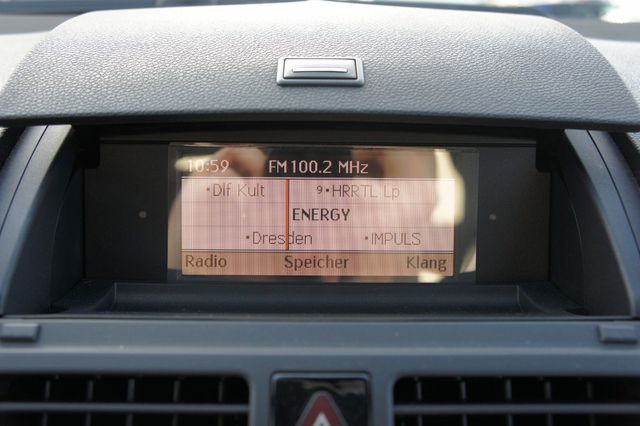 10:59 FM 100.2 MHz
•Dlf Kult 9•HRRTL Lp
ENERGY
•Dresden •IMPULS
Radio Speicher Klang